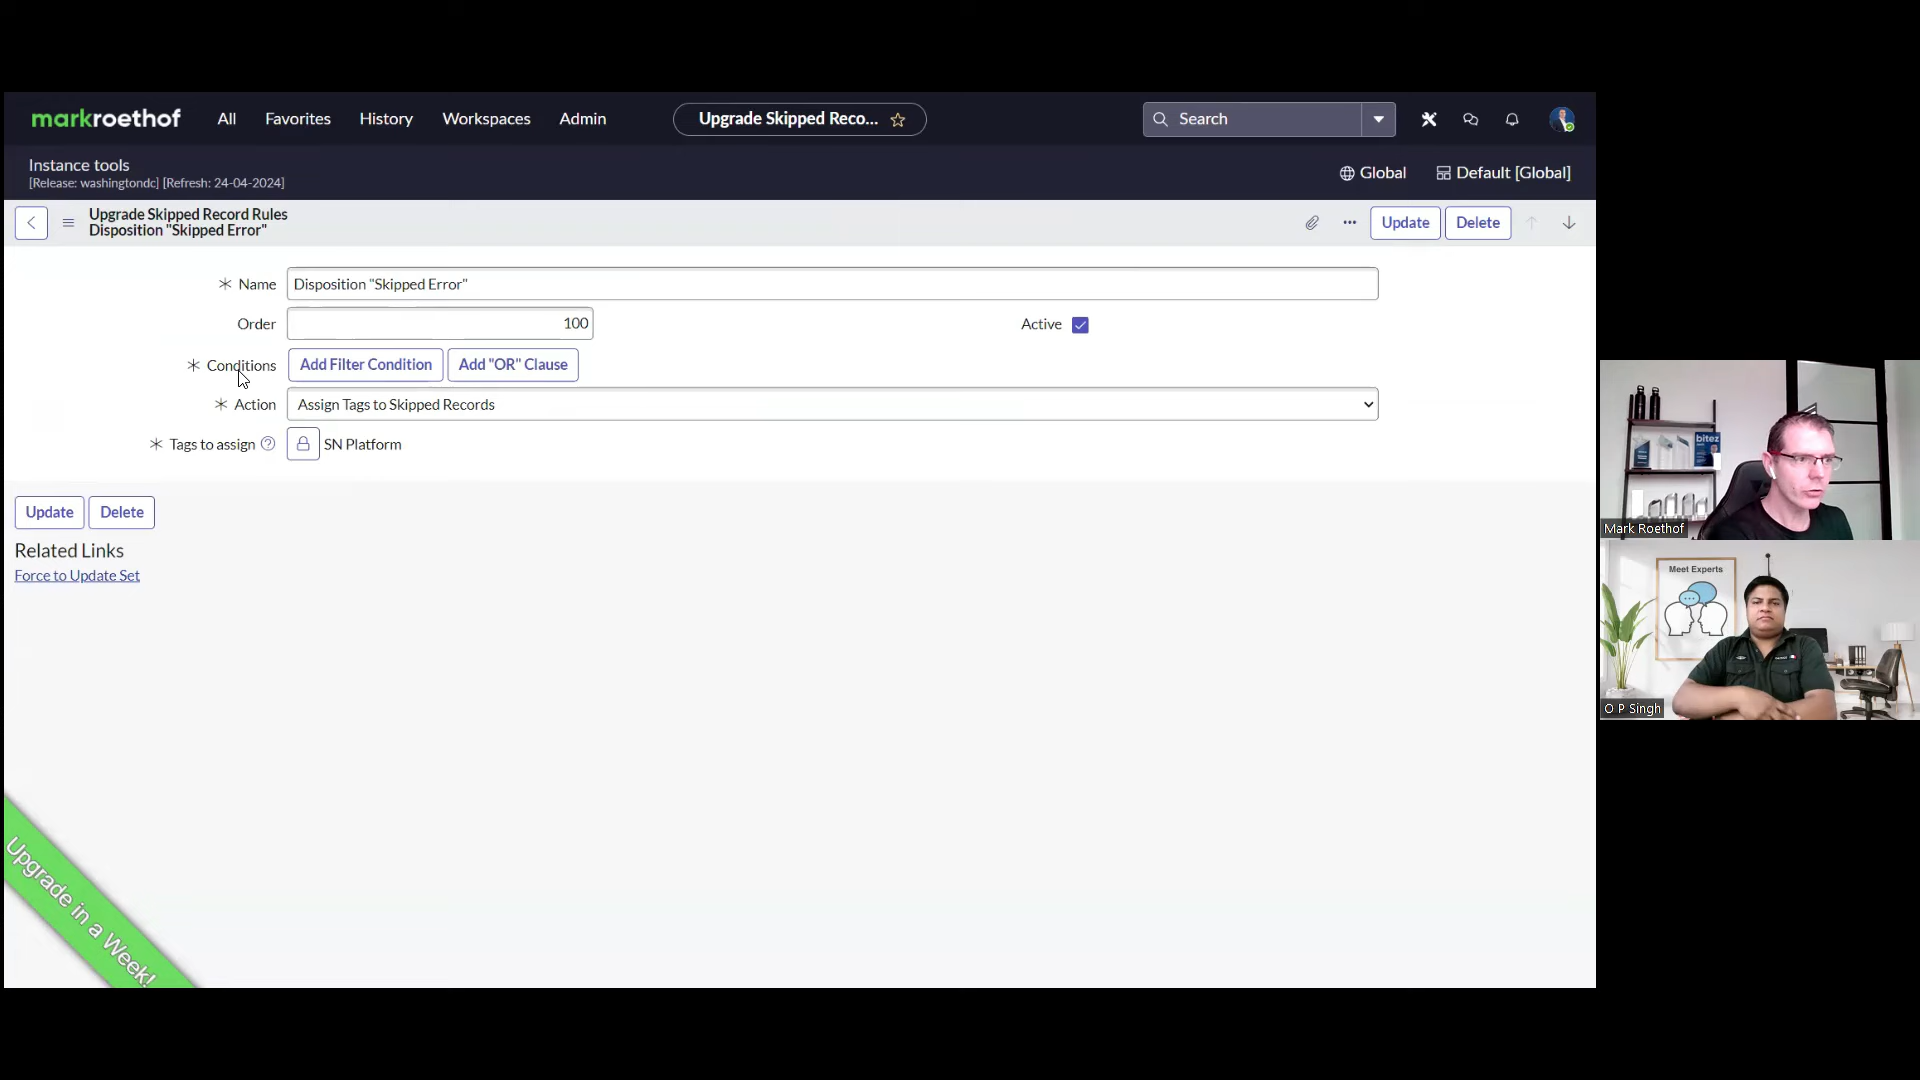 markroethof
All
Favorites
History
Workspaces
Admin
Upgrade Skipped Reco...
Search
Instance tools
[Release: washingtondc] [Refresh: 24-04-2024]
Global
Default [Global]
Upgrade Skipped Record Rules
Disposition "Skipped Error"
Update
Delete
Name
Disposition "Skipped Error"
Order
100
Active
Conditions
Add Filter Condition
Add "OR" Clause
Action
Assign Tags to Skipped Records
Tags to assign
SN Platform
Update
Delete
Related Links
Force to Update Set
Upgrade in a Week!
bitez
Mark Roethof
Meet Experts
O P Singh